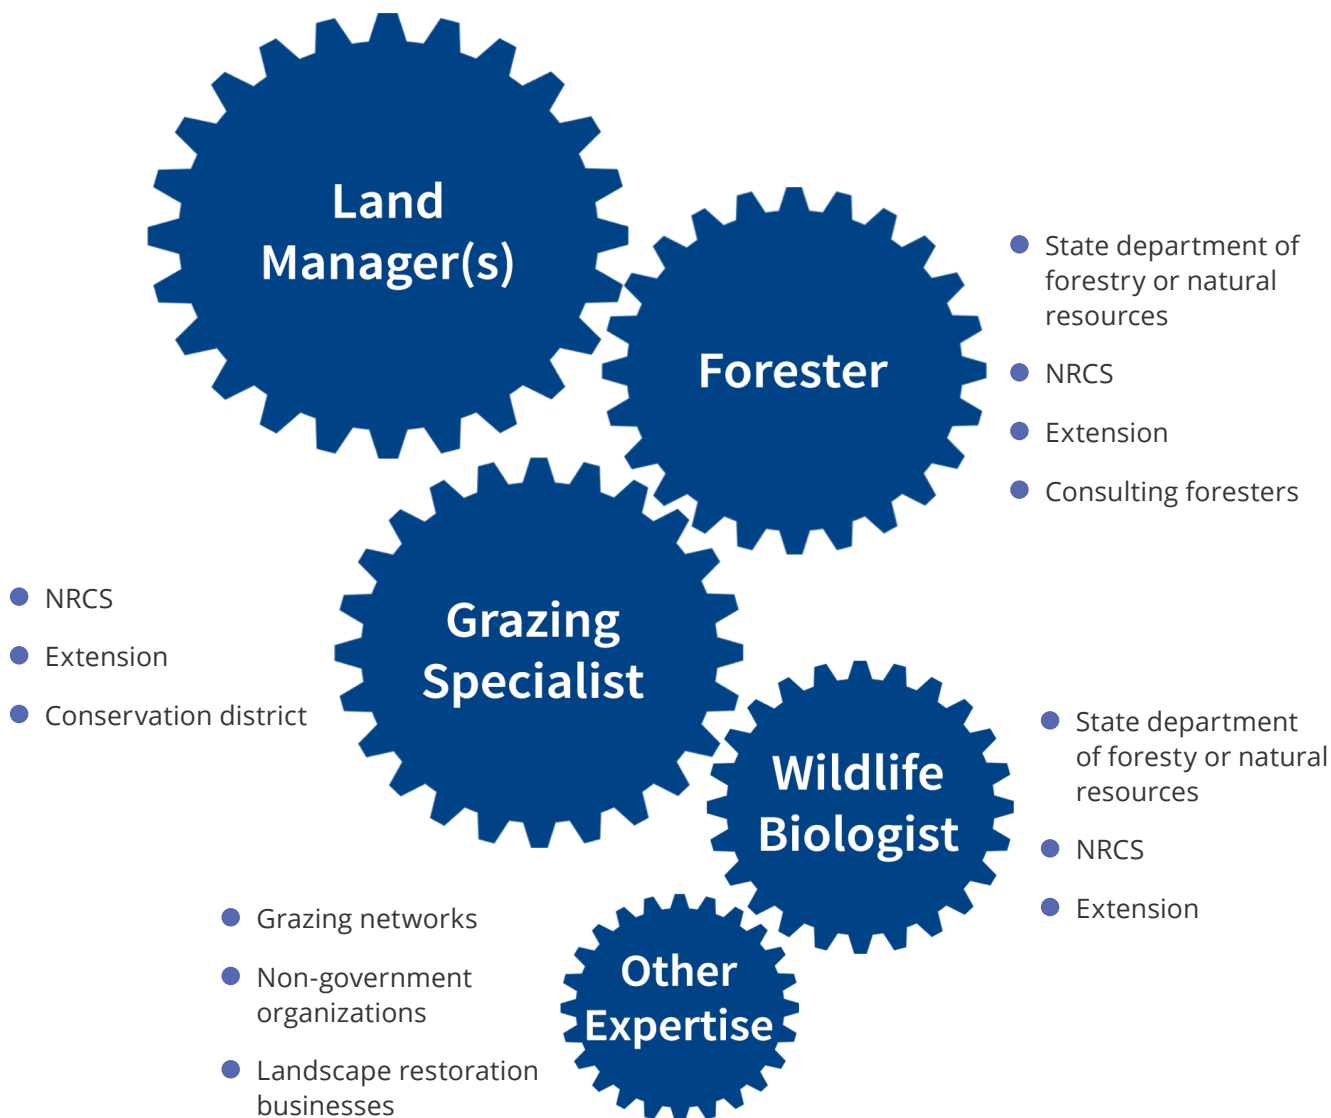 Land
Manager(s)
Forester
State department of
forestry or natural
resources
NRCS
Extension
Consulting foresters
Grazing
Specialist
NRCS
Extension
Conservation district
Wildlife
Biologist
State department
of foresty or natural
resources
NRCS
Extension
Other
Expertise
Grazing networks
Non-government
organizations
Landscape restoration
businesses